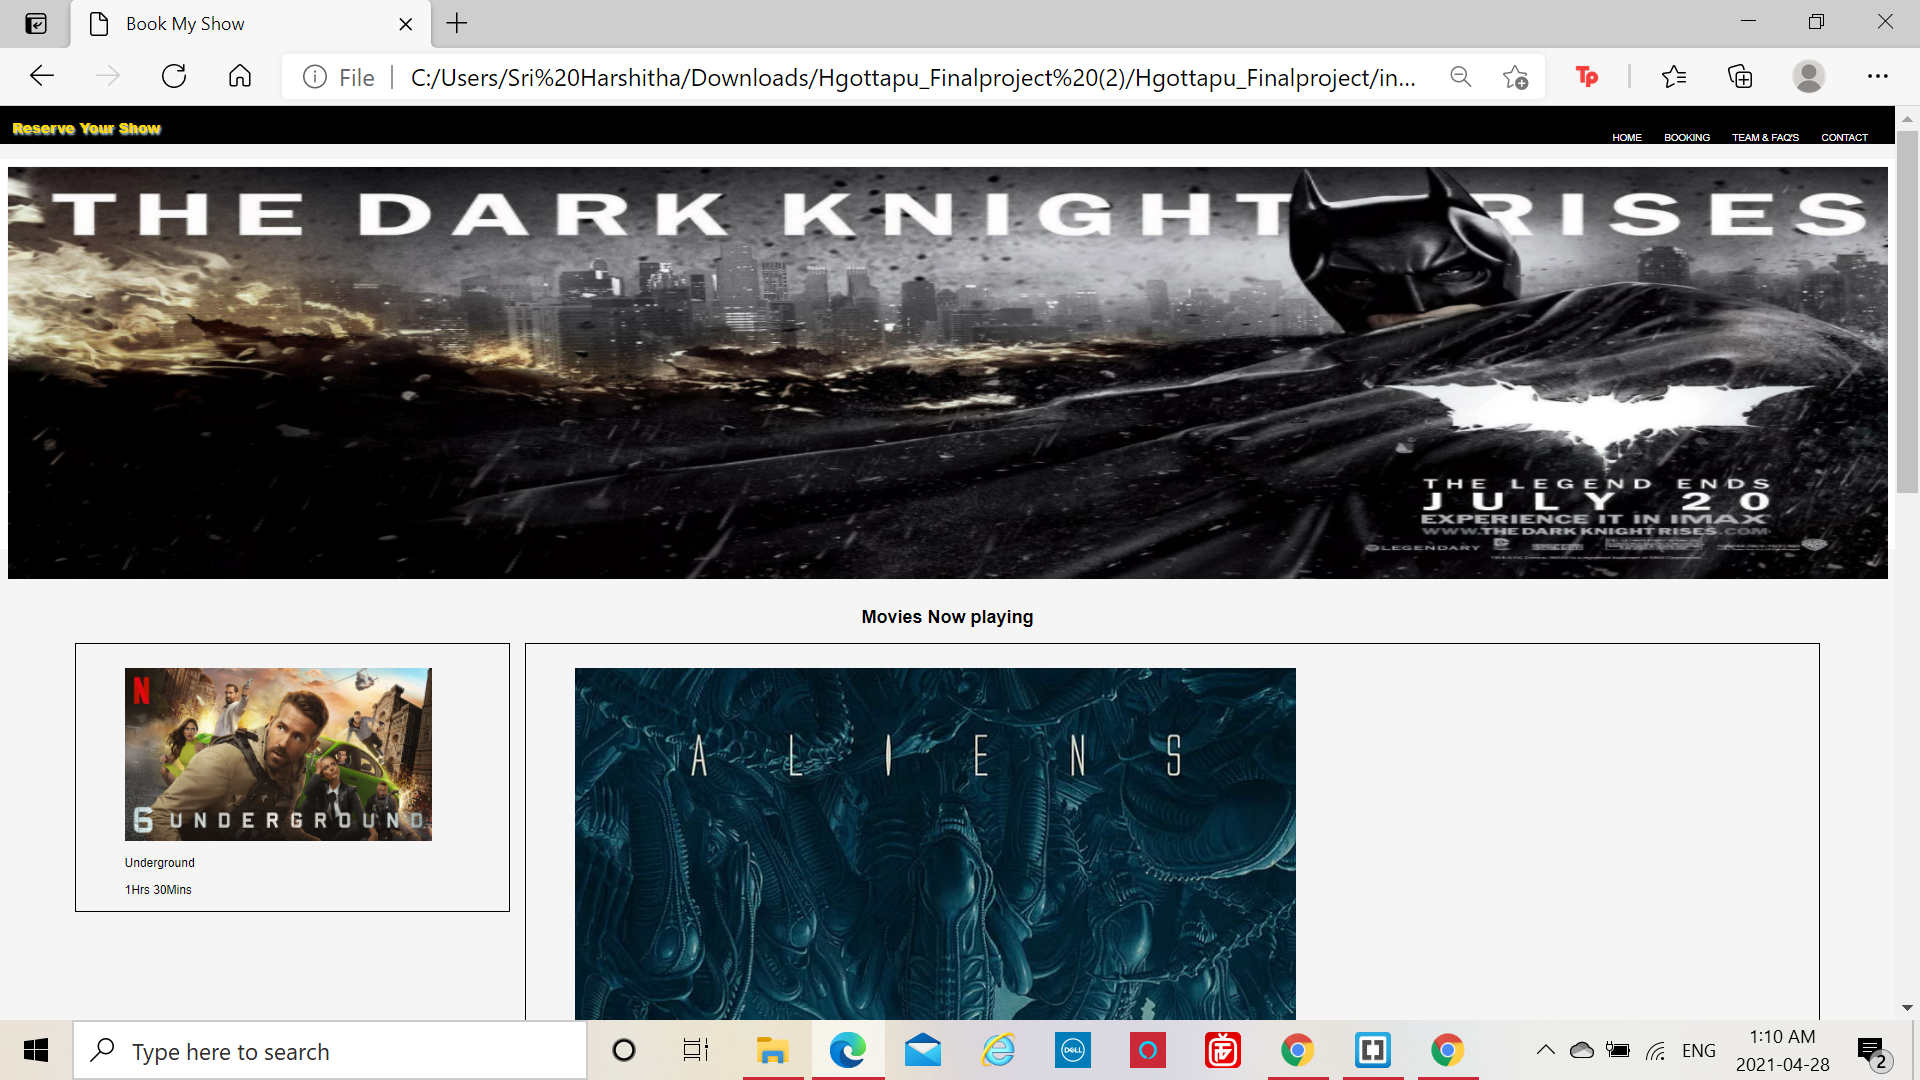 Book My Show
File
C:/Users/Sri%20Harshitha/Downloads/Hgottapu_Finalproject%20(2)/Hgottapu_Finalproject/in...
Tp
Reserve Your Show
HOME BOOKING TEAM & FAQ'S CONTACT
THE DARK KNIGHT RISES
THE LEGEND ENDS
JULY 20
EXPERIENCE IT IN IMAX
WWW.THEDARKKNIGHTRISES.COM
LEGENDARY
Movies Now playing
N
6 UNDERGROUND
Underground
1Hrs 30Mins
ALIENS
Type here to search
DELL
ENG
1:10 AM
2021-04-28
2